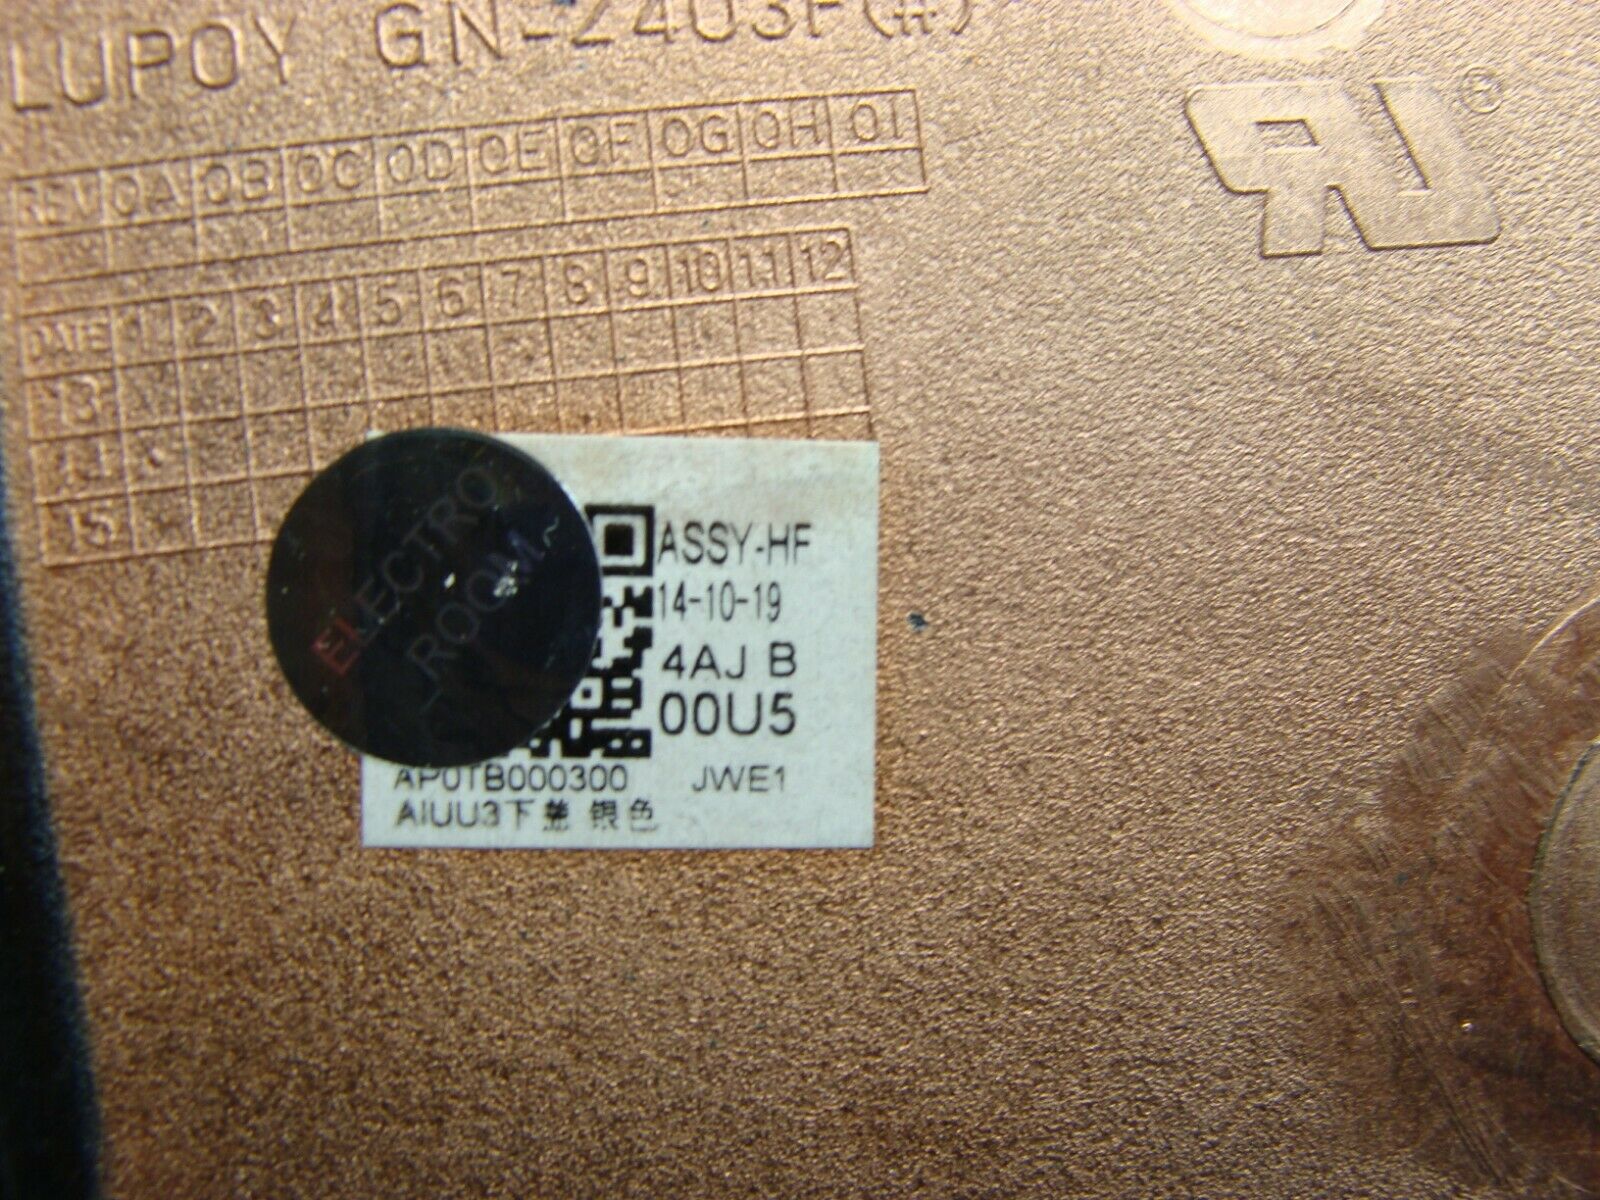 LUPOY GN-2403F(#)
REV 0A 0B 0C 0D 0E 0F 0G 0H 01
DATE 1 2 3 4 5 6 7 8 9 10 11 12
13
15
ELECTRO
ROOM
ASSY-HF
14-10-19
4AJ B
00U5
AP0TB000300 JWE1
AIUU3下盖 银色
®